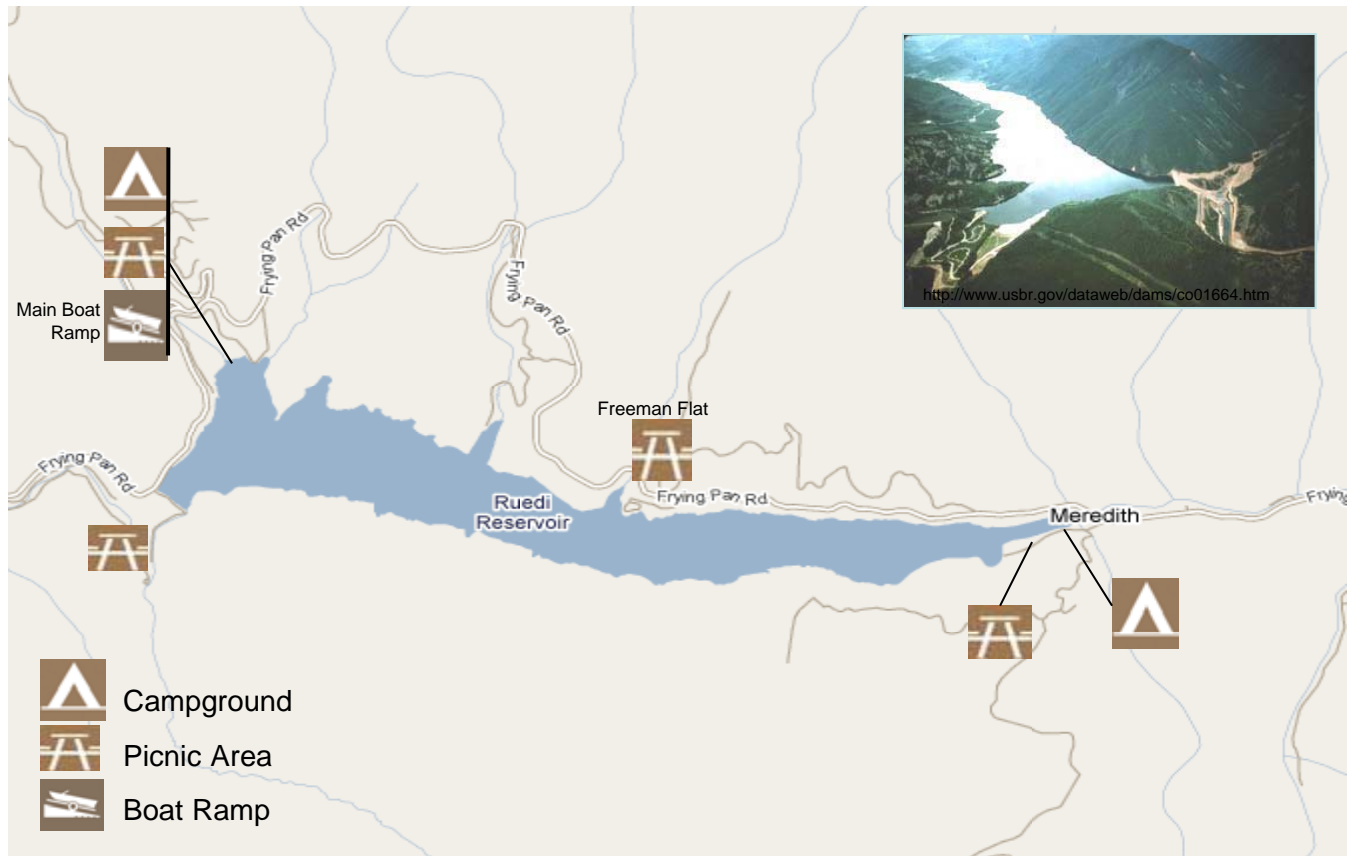 http://www.usbr.gov/dataweb/dams/co01664.htm
Frying Pan Rd
Main Boat
Ramp
Frying Pan Rd
Freeman Flat
Frying Pan Rd
Frying Pan Rd
Frying
Ruedi
Reservoir
Meredith
Campground
Picnic Area
Boat Ramp